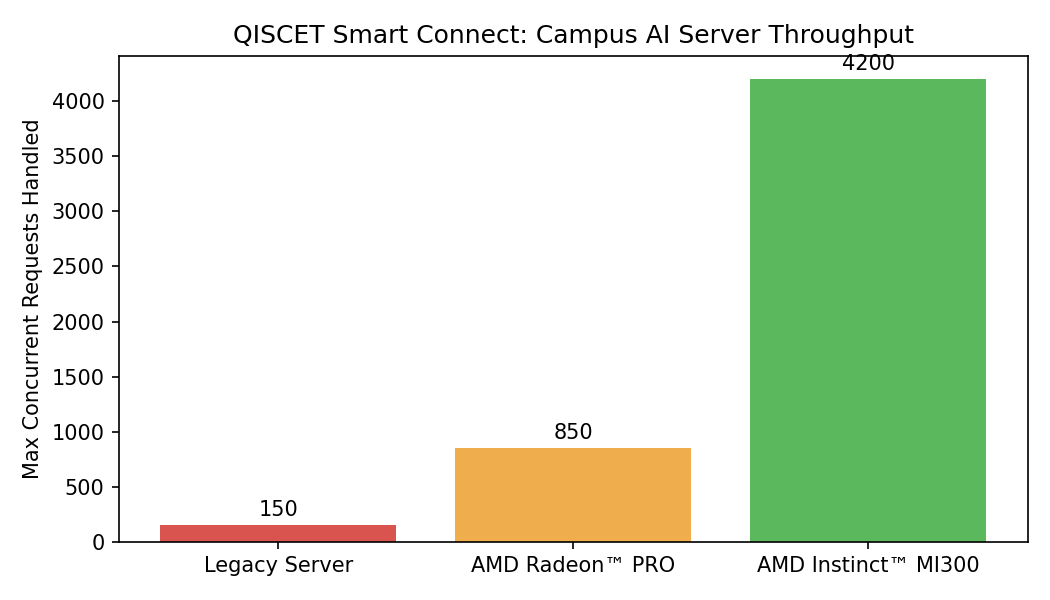 QISCET Smart Connect: Campus AI Server Throughput
Max Concurrent Requests Handled
4000
3500
3000
2500
2000
1500
1000
500
0
150
850
4200
Legacy Server
AMD Radeon™ PRO
AMD Instinct™ MI300